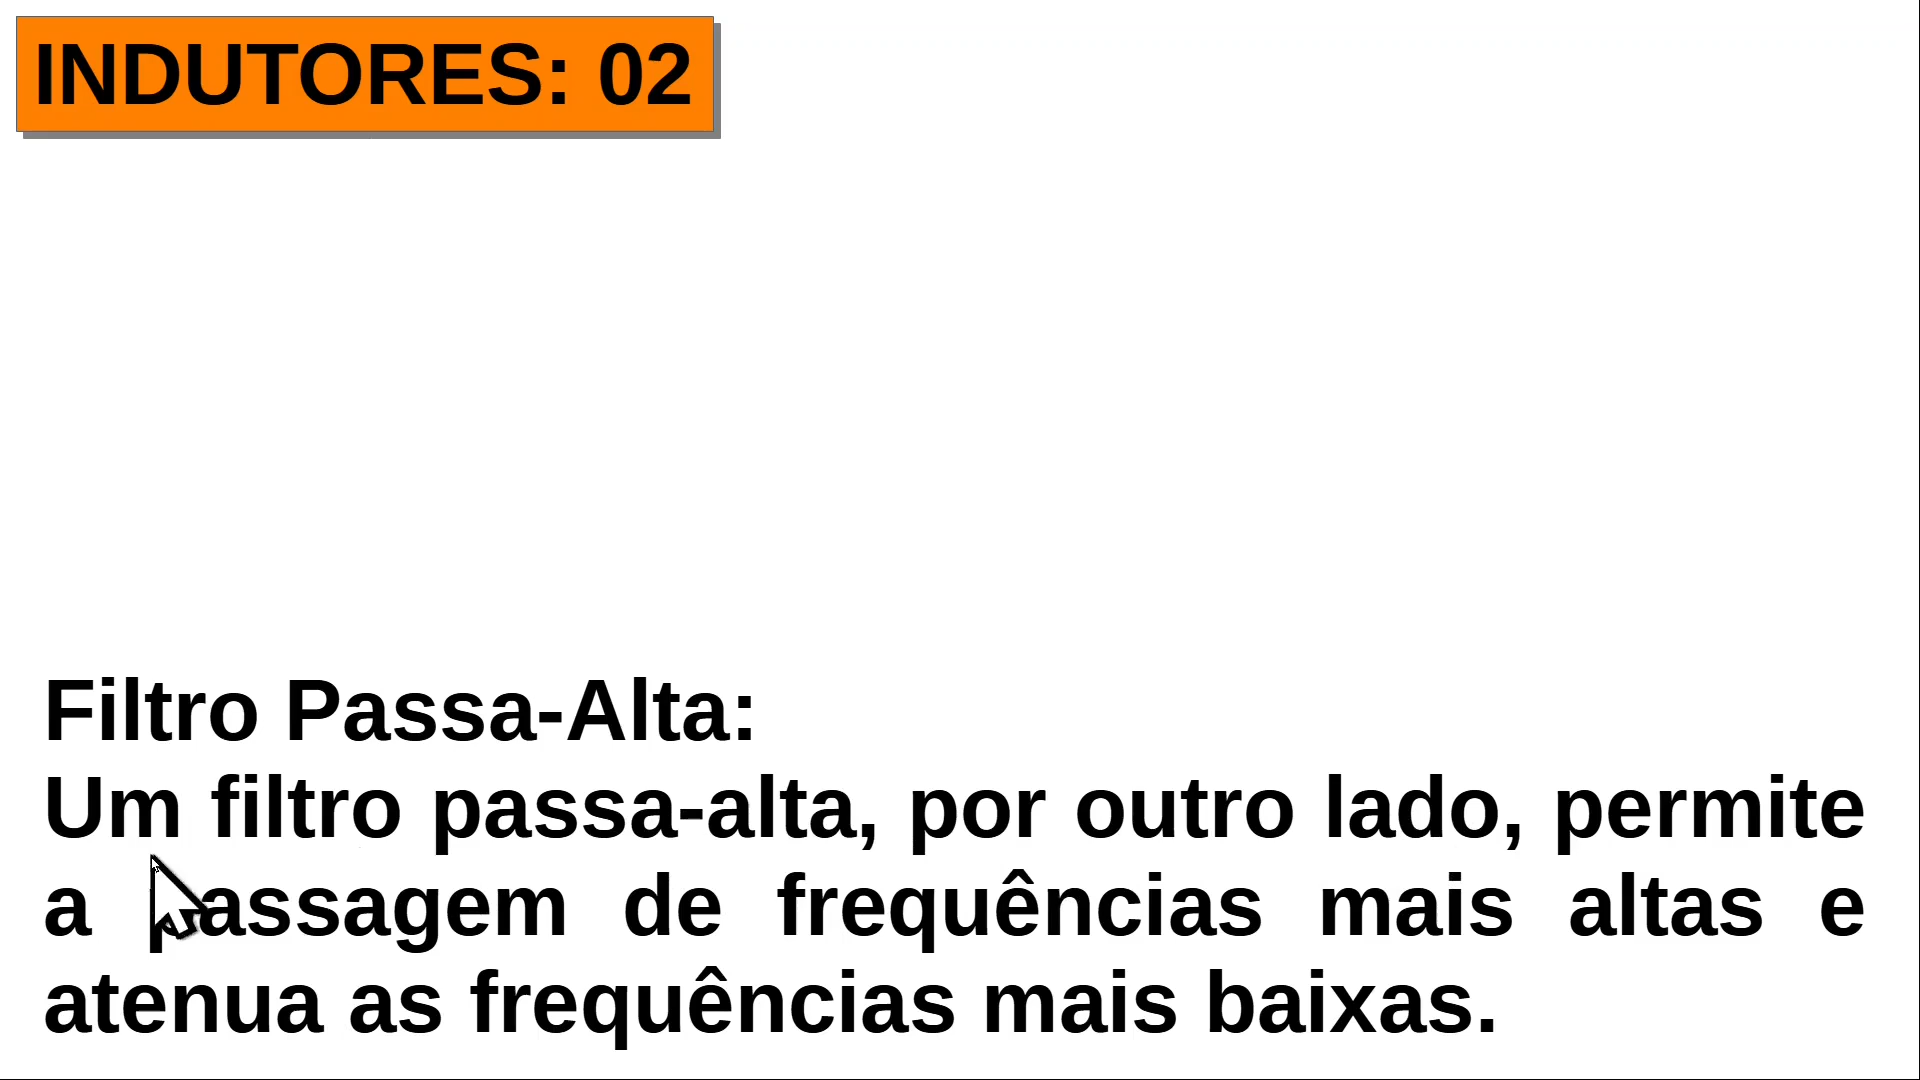 INDUTORES: 02
Filtro Passa-Alta:
Um filtro passa-alta, por outro lado, permite
a passagem de frequências mais altas e
atenua as frequências mais baixas.